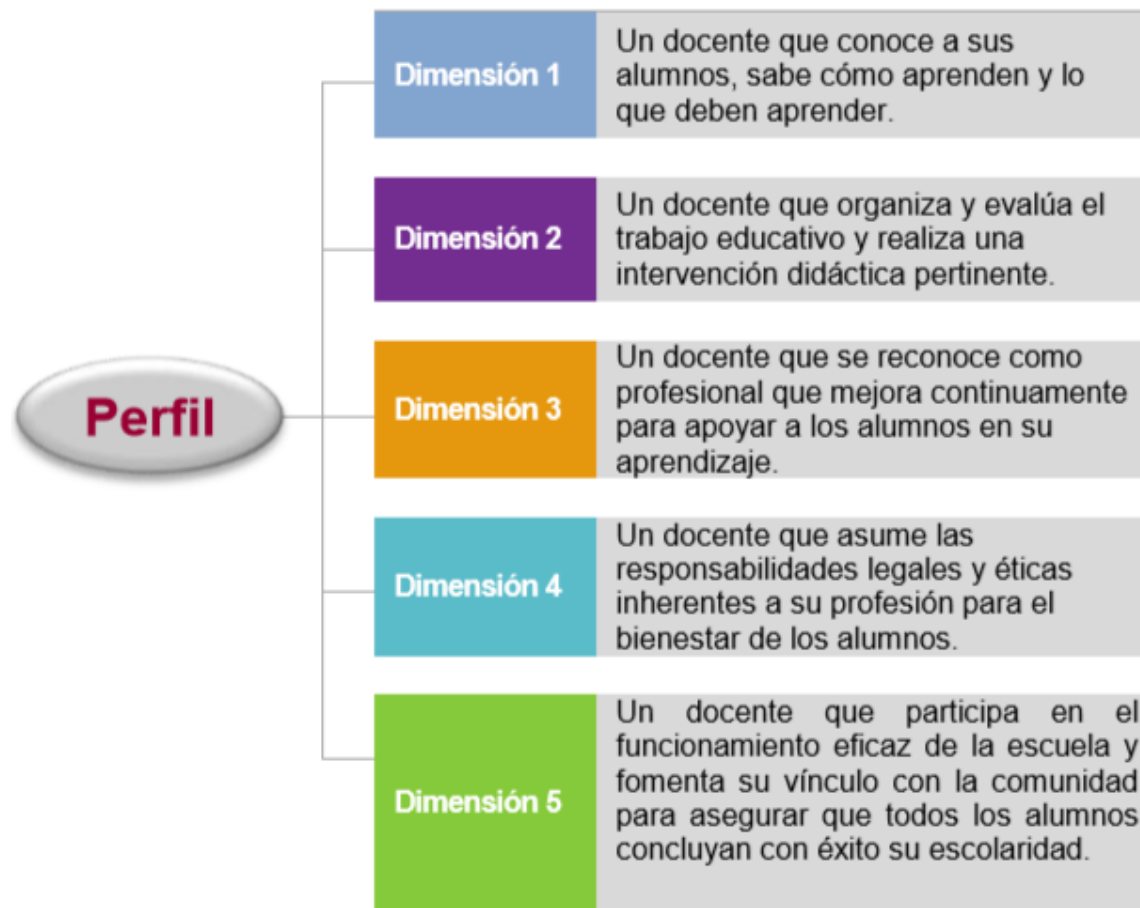 Perfil
Dimensión 1
Un docente que conoce a sus
alumnos, sabe cómo aprenden y lo
que deben aprender.
Dimensión 2
Un docente que organiza y evalúa el
trabajo educativo y realiza una
intervención didáctica pertinente.
Dimensión 3
Un docente que se reconoce como
profesional que mejora continuamente
para apoyar a los alumnos en su
aprendizaje.
Dimensión 4
Un docente que asume las
responsabilidades legales y éticas
inherentes a su profesión para el
bienestar de los alumnos.
Dimensión 5
Un docente que participa en el
funcionamiento eficaz de la escuela y
fomenta su vínculo con la comunidad
para asegurar que todos los alumnos
concluyan con éxito su escolaridad.